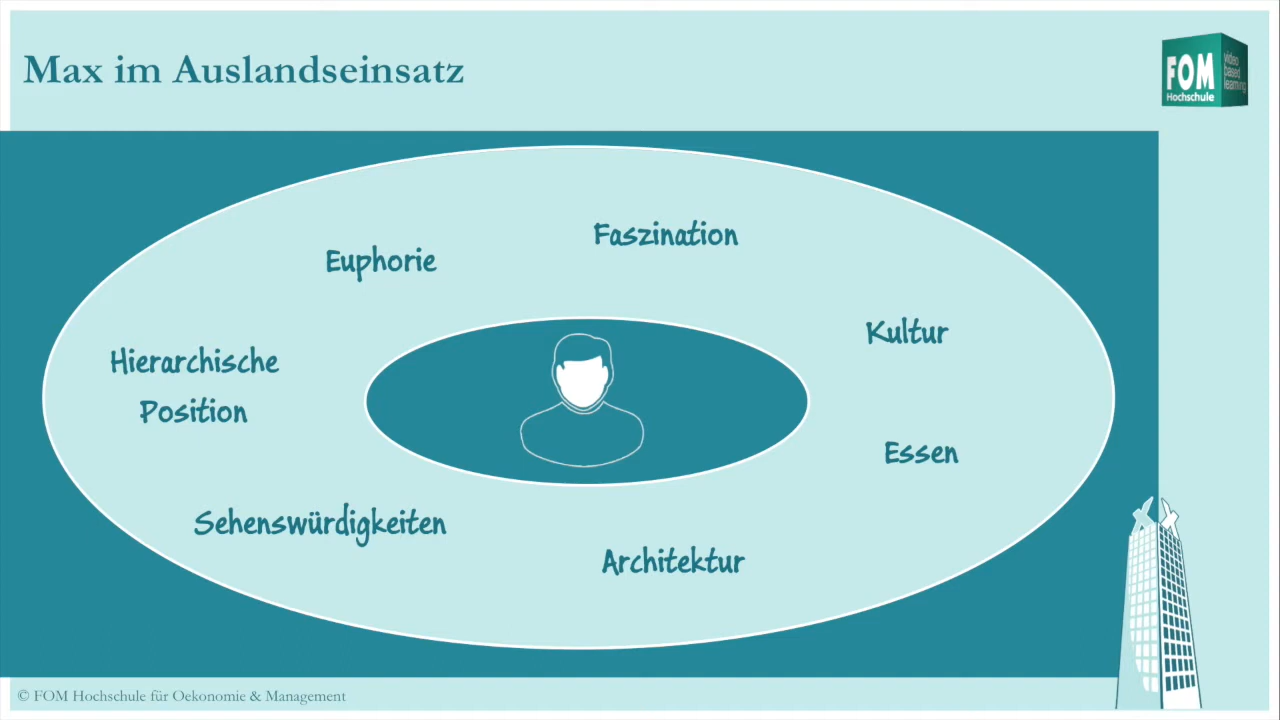 Max im Auslandseinsatz
FOM
Hochschule
video
based
learning
Faszination
Euphorie
Kultur
Hierarchische
Position
Essen
Sehenswürdigkeiten
Architektur
© FOM Hochschule für Oekonomie & Management